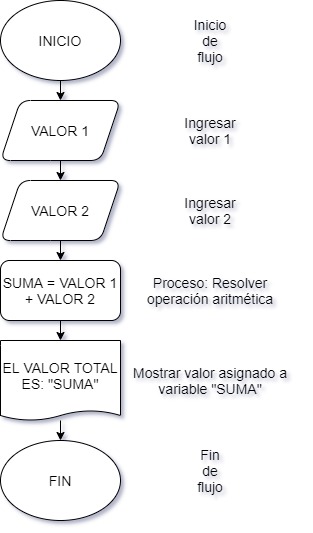 INICIO
Inicio
de
flujo
VALOR 1
Ingresar
valor 1
VALOR 2
Ingresar
valor 2
SUMA = VALOR 1
+ VALOR 2
Proceso: Resolver
operación aritmética
EL VALOR TOTAL
ES: "SUMA"
Mostrar valor asignado a
variable "SUMA"
FIN
Fin
de
flujo